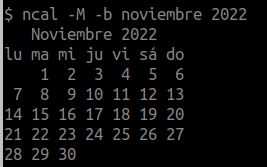 $ ncal -M -b noviembre 2022
   Noviembre 2022
lu ma mi ju vi sá do
    1  2  3  4  5  6
 7  8  9 10 11 12 13
14 15 16 17 18 19 20
21 22 23 24 25 26 27
28 29 30